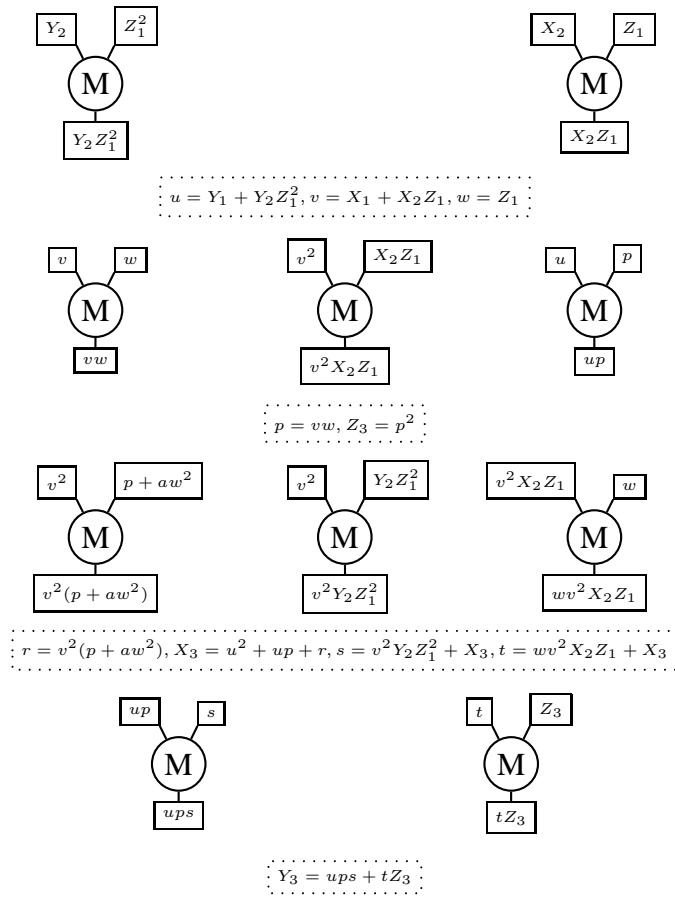 Y_2 Z_1^2 X_2 Z_1
M M
Y_2Z_1^2 X_2Z_1
u = Y_1 + Y_2Z_1^2, v = X_1 + X_2Z_1, w = Z_1
v w v^2 X_2Z_1 u p
M M M
vw v^2X_2Z_1 up
p = vw, Z_3 = p^2
v^2 p + aw^2 v^2 Y_2Z_1^2 v^2X_2Z_1 w
M M M
v^2(p + aw^2) v^2Y_2Z_1^2 wv^2X_2Z_1
r = v^2(p + aw^2), X_3 = u^2 + up + r, s = v^2Y_2Z_1^2 + X_3, t = wv^2X_2Z_1 + X_3
up s t Z_3
M M
ups tZ_3
Y_3 = ups + tZ_3